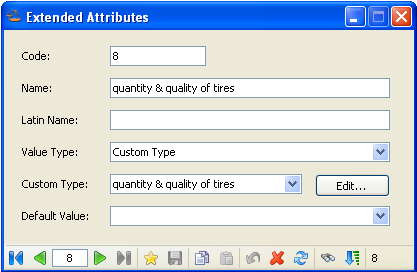 Extended Attributes
Code: 8
Name: quantity & quality of tires
Latin Name:
Value Type: Custom Type
Custom Type: quantity & quality of tires Edit...
Default Value:
8 8